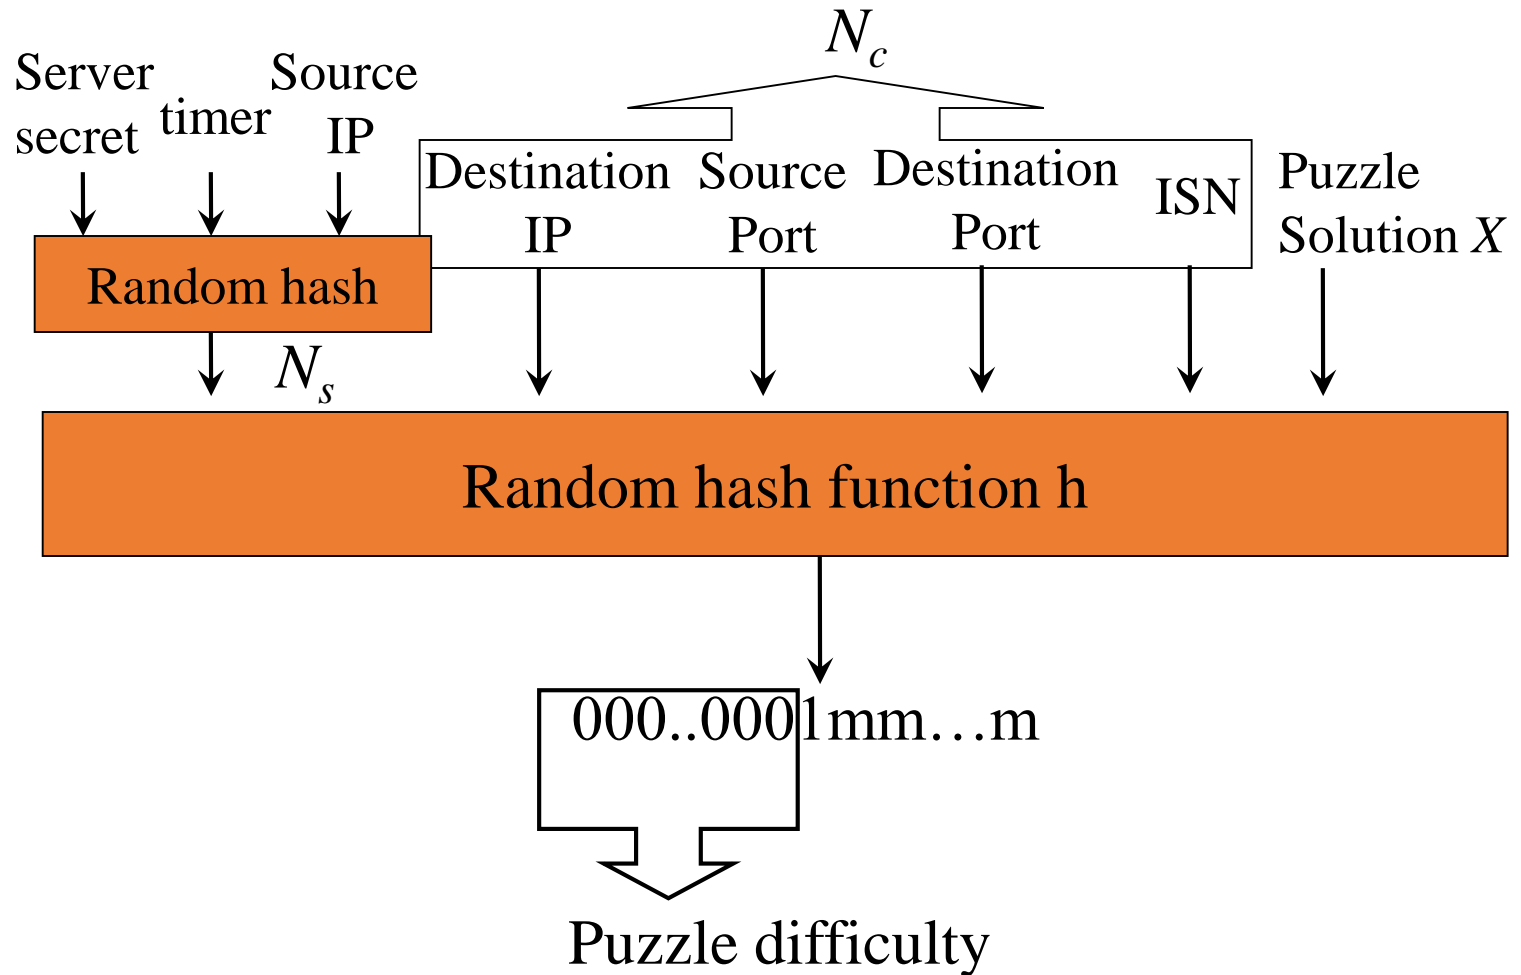 N_c
Server
secret
timer
Source
IP
Destination
IP
Source
Port
Destination
Port
ISN
Puzzle
Solution X
Random hash
N_s
Random hash function h
000..0001mm…m
Puzzle difficulty